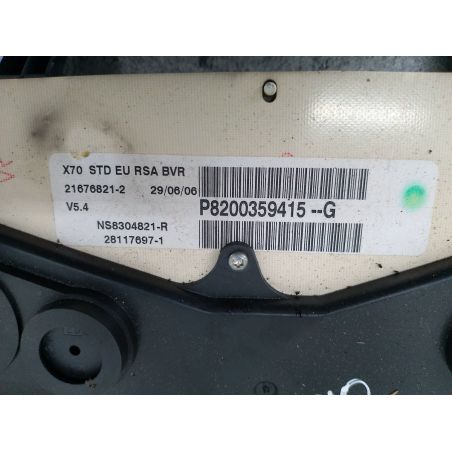 X70 STD EU RSA BVR
21676821-2 29/06/06
V5.4
P8200359415--G
NS8304821-R
28117697-1